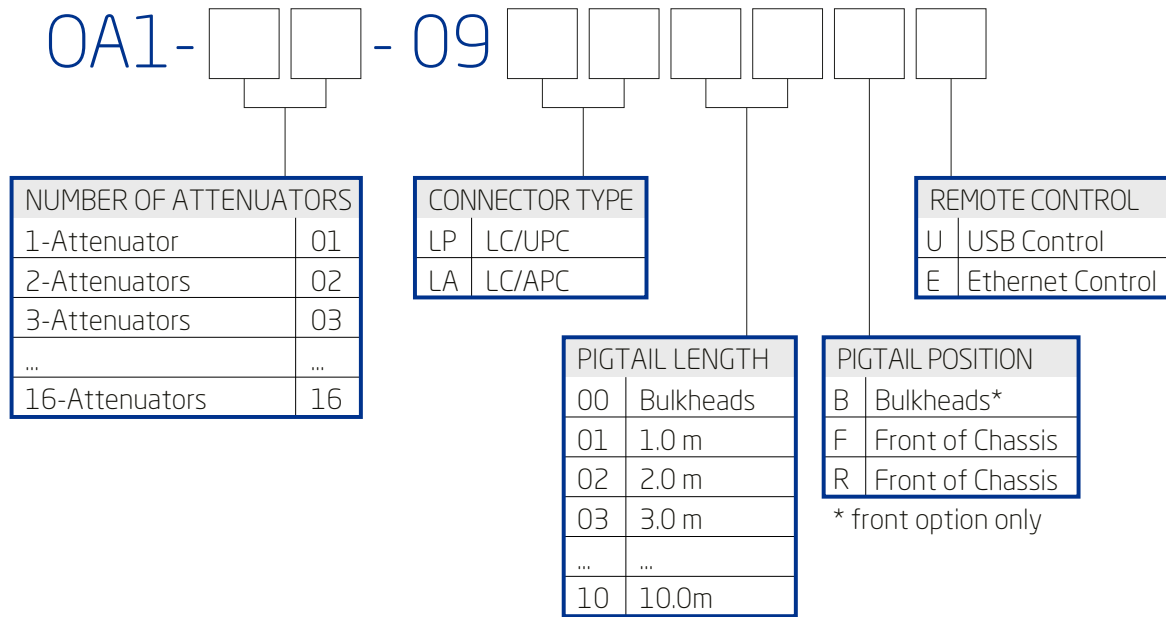 OA1- - 09
NUMBER OF ATTENUATORS
1-Attenuator 01
2-Attenuators 02
3-Attenuators 03
... ...
16-Attenuators 16
CONNECTOR TYPE
LP LC/UPC
LA LC/APC
REMOTE CONTROL
U USB Control
E Ethernet Control
PIGTAIL LENGTH
00 Bulkheads
01 1.0 m
02 2.0 m
03 3.0 m
... ...
10 10.0m
PIGTAIL POSITION
B Bulkheads*
F Front of Chassis
R Front of Chassis
* front option only